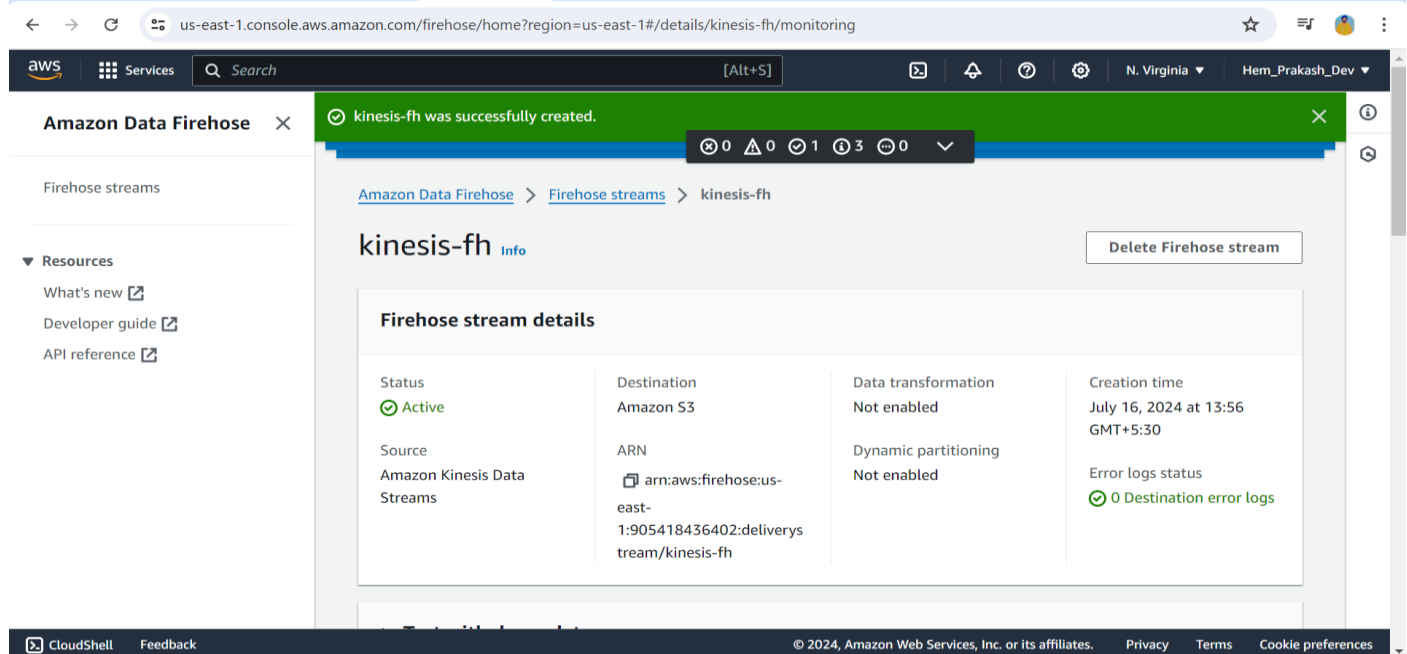 us-east-1.console.aws.amazon.com/firehose/home?region=us-east-1#/details/kinesis-fh/monitoring
aws
Services
Search
[Alt+S]
N. Virginia
Hem_Prakash_Dev
Amazon Data Firehose
Firehose streams
Resources
What's new
Developer guide
API reference
kinesis-fh was successfully created.
0 0 1 3 0
Amazon Data Firehose > Firehose streams > kinesis-fh
kinesis-fh Info
Delete Firehose stream
Firehose stream details
Status
Active
Source
Amazon Kinesis Data
Streams
Destination
Amazon S3
ARN
arn:aws:firehose:us-
east-
1:905418436402:deliverys
tream/kinesis-fh
Data transformation
Not enabled
Dynamic partitioning
Not enabled
Creation time
July 16, 2024 at 13:56
GMT+5:30
Error logs status
0 Destination error logs
CloudShell
Feedback
© 2024, Amazon Web Services, Inc. or its affiliates.
Privacy
Terms
Cookie preferences